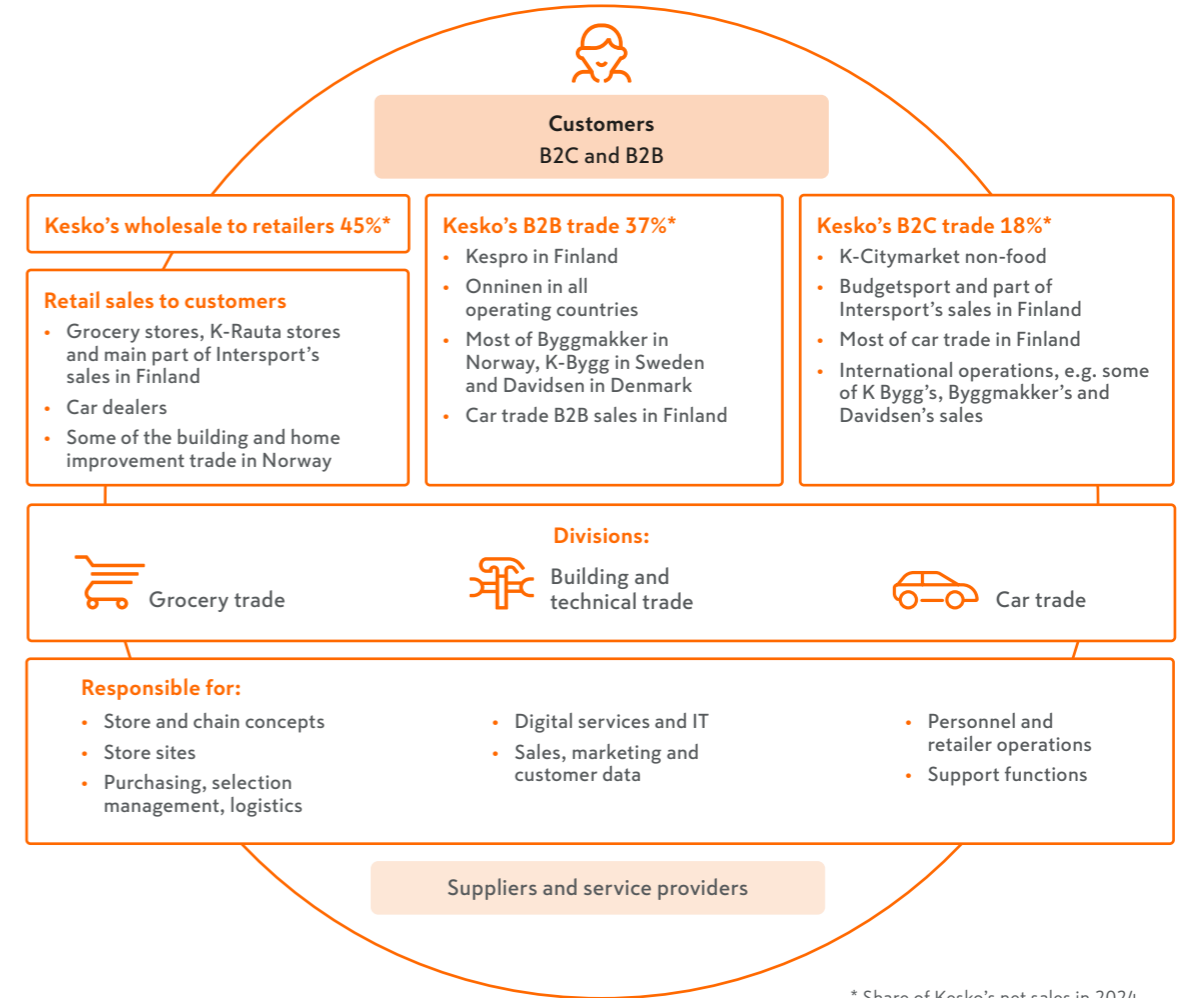 Customers
B2C and B2B
Kesko's wholesale to retailers 45%*
Retail sales to customers
• Grocery stores, K-Rauta stores
and main part of Intersport's
sales in Finland
• Car dealers
• Some of the building and home
improvement trade in Norway
Kesko's B2B trade 37%*
• Kespro in Finland
• Onninen in all
operating countries
• Most of Byggmakker in
Norway, K-Bygg in Sweden
and Davidsen in Denmark
• Car trade B2B sales in Finland
Kesko's B2C trade 18%*
• K-Citymarket non-food
• Budgetsport and part of
Intersport's sales in Finland
• Most of car trade in Finland
• International operations, e.g. some
of K Bygg's, Byggmakker's and
Davidsen's sales
Divisions:
Grocery trade
Building and
technical trade
Car trade
Responsible for:
• Store and chain concepts
• Store sites
• Purchasing, selection
management, logistics
• Digital services and IT
• Sales, marketing and
customer data
• Personnel and
retailer operations
• Support functions
Suppliers and service providers
* Share of Kesko's net sales in 2024